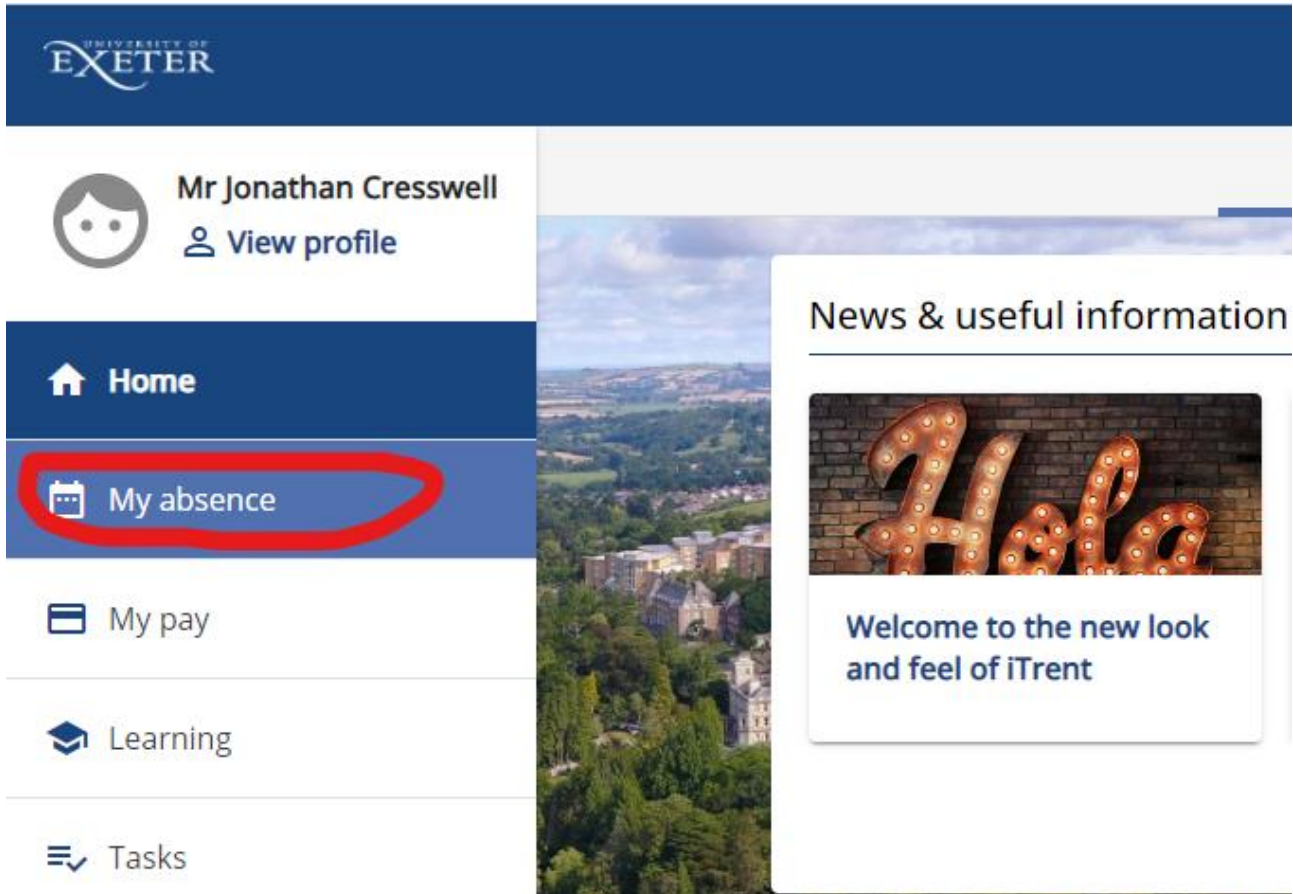 UNIVERSITY OF
EXETER
Mr Jonathan Cresswell
View profile
Home
My absence
My pay
Learning
Tasks
News & useful information
Hola
Welcome to the new look
and feel of iTrent